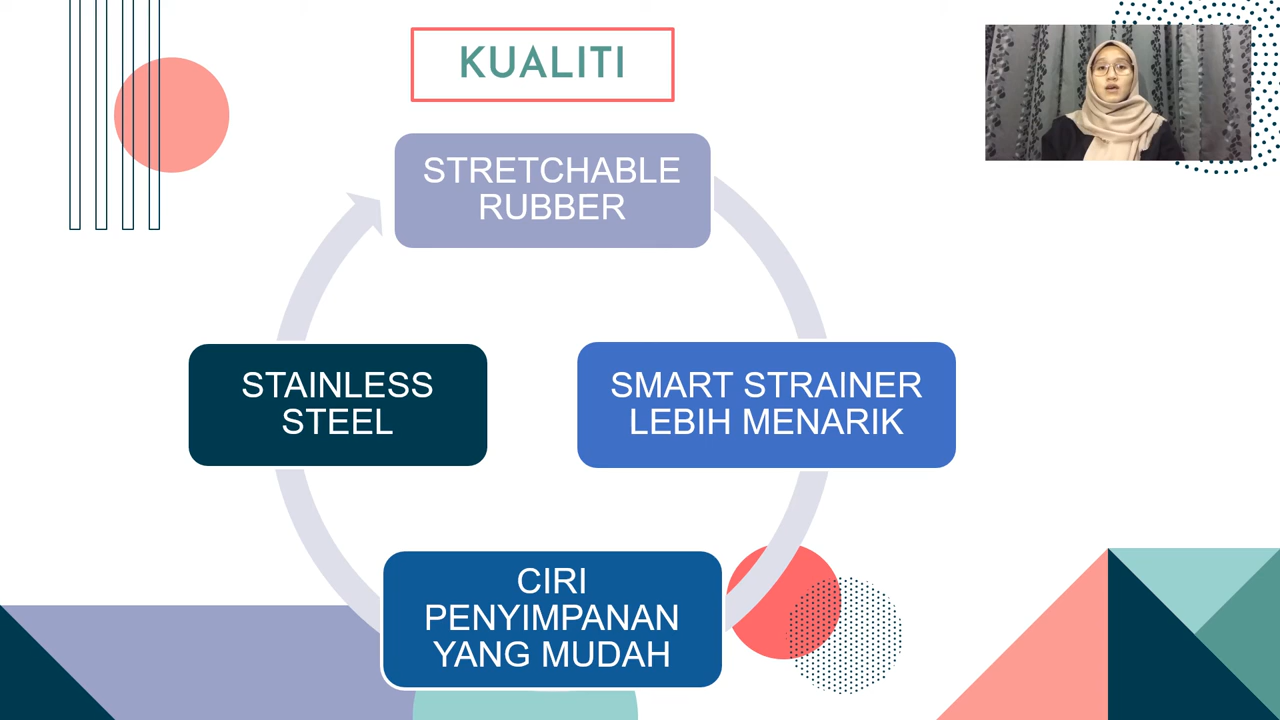 KUALITI
STRETCHABLE
RUBBER
STAINLESS
STEEL
SMART STRAINER
LEBIH MENARIK
CIRI
PENYIMPANAN
YANG MUDAH